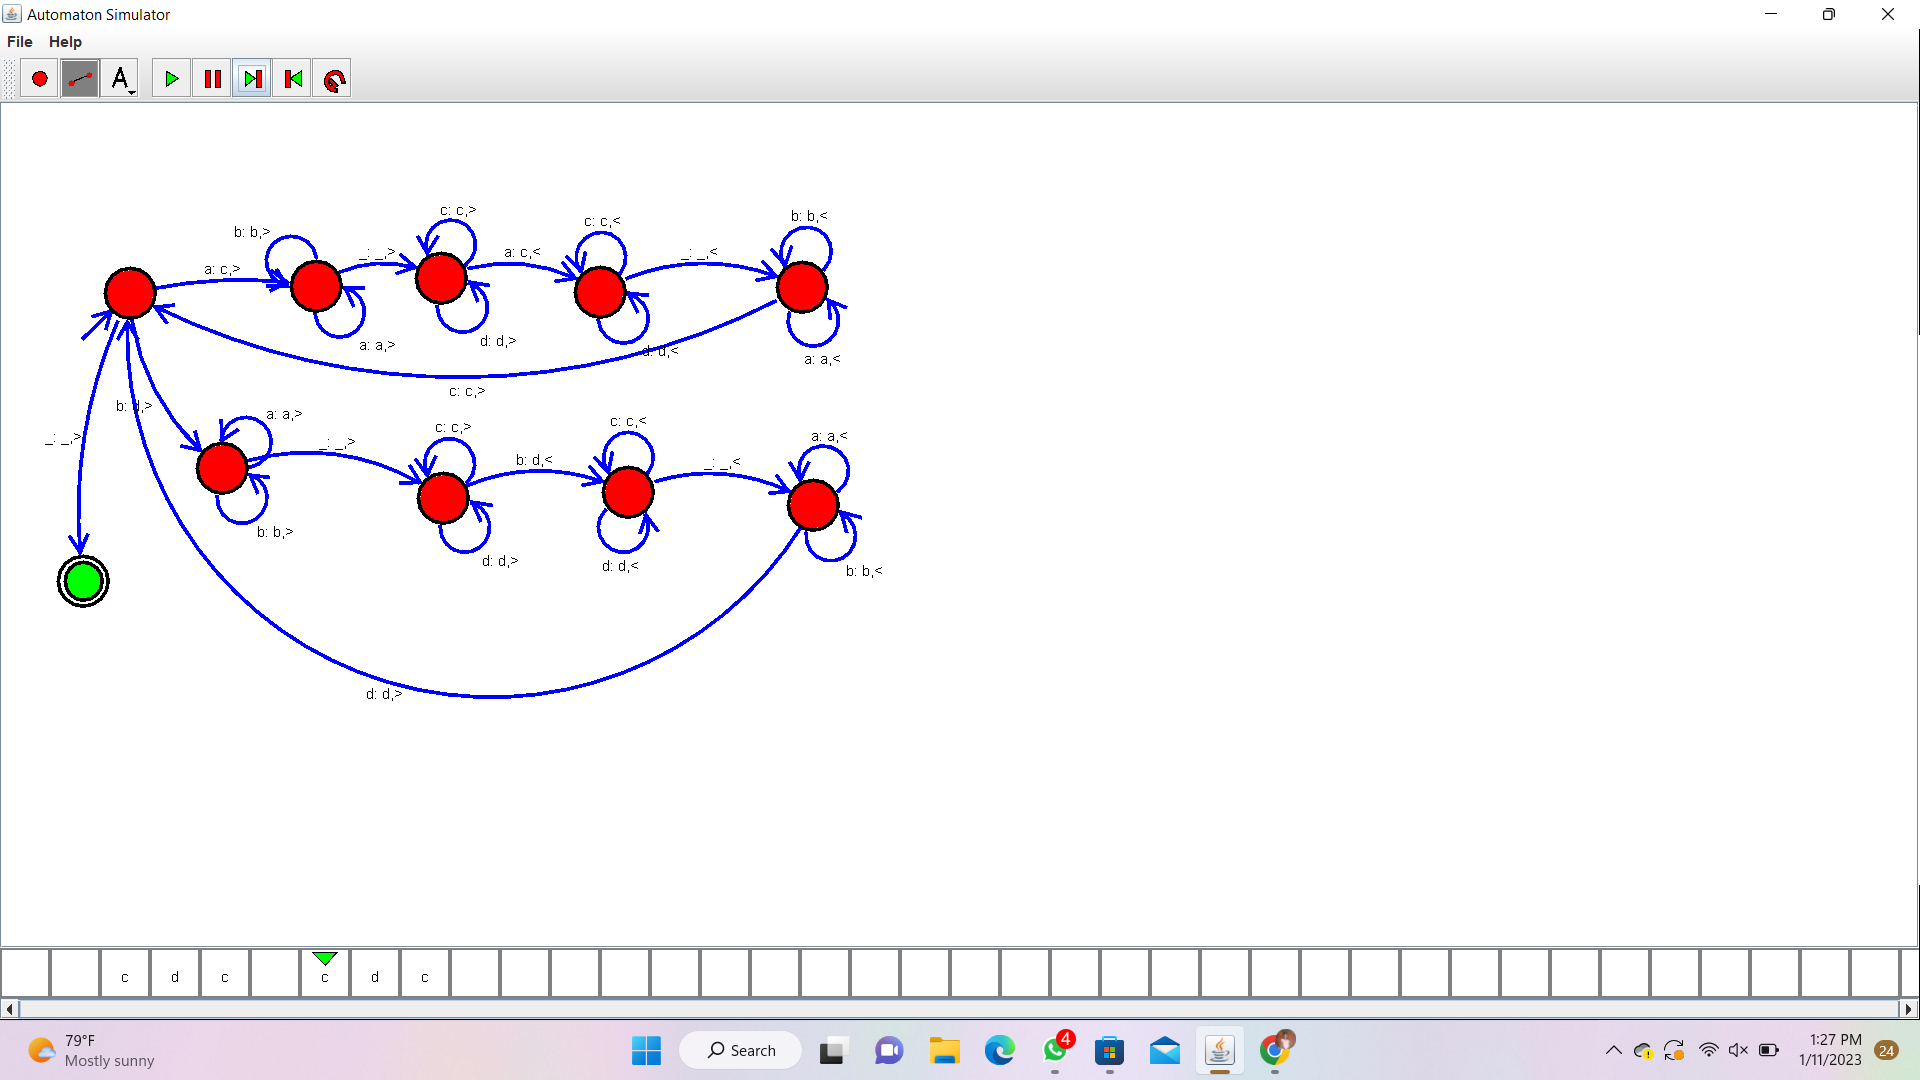 Automaton Simulator
File Help
A
c: c,>
c: c,<
b: b,<
b: b,>
_: _,>
a: c,<
_: _,<
a: c,>
a: a,>
d: d,>
d: d,<
a: a,<
c: c,>
b: d,>
a: a,>
_: _,>
_: _,>
c: c,>
c: c,<
a: a,<
b: d,<
_: _,<
b: b,>
d: d,>
d: d,<
b: b,<
d: d,>
c d c c d c
79°F
Mostly sunny
Search
4
1:27 PM
1/11/2023
24